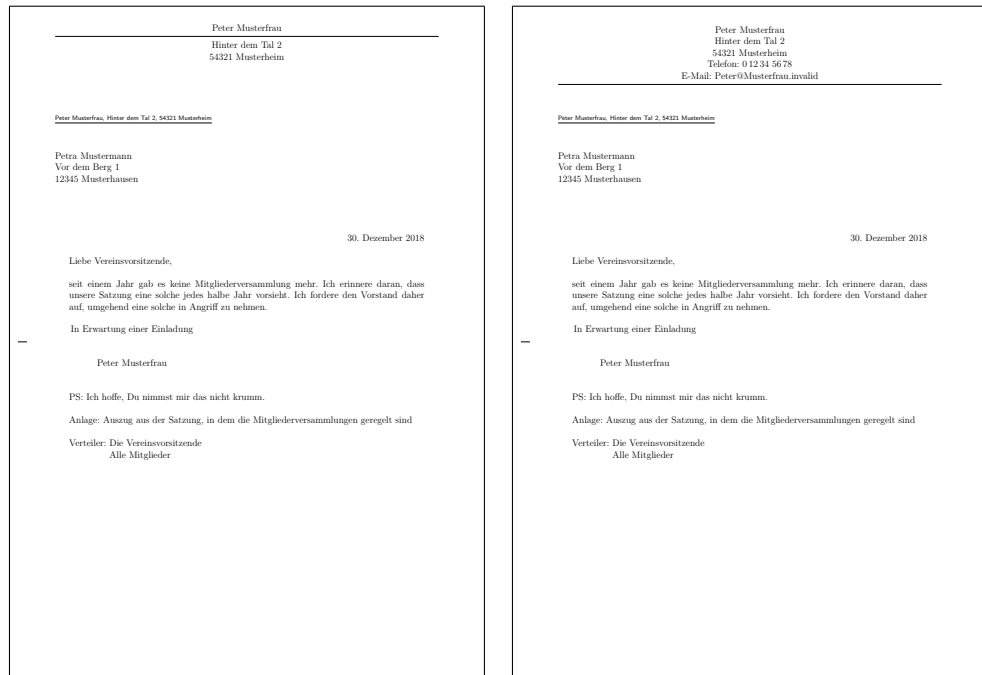 Peter Musterfrau
Hinter dem Tal 2
54321 Musterheim
Peter Musterfrau, Hinter dem Tal 2, 54321 Musterheim
Petra Mustermann
Vor dem Berg 1
12345 Musterhausen
30. Dezember 2018
Liebe Vereinsvorsitzende,
seit einem Jahr gab es keine Mitgliederversammlung mehr. Ich erinnere daran, dass
unsere Satzung eine solche jedes halbe Jahr vorsieht. Ich fordere den Vorstand daher
auf, umgehend eine solche in Angriff zu nehmen.
In Erwartung einer Einladung
Peter Musterfrau
PS: Ich hoffe, Du nimmst mir das nicht krumm.
Anlage: Auszug aus der Satzung, in dem die Mitgliederversammlungen geregelt sind
Verteiler: Die Vereinsvorsitzende
Alle Mitglieder
Peter Musterfrau
Hinter dem Tal 2
54321 Musterheim
Telefon: 0 12 34 56 78
E-Mail: Peter@Musterfrau.invalid
Peter Musterfrau, Hinter dem Tal 2, 54321 Musterheim
Petra Mustermann
Vor dem Berg 1
12345 Musterhausen
30. Dezember 2018
Liebe Vereinsvorsitzende,
seit einem Jahr gab es keine Mitgliederversammlung mehr. Ich erinnere daran, dass
unsere Satzung eine solche jedes halbe Jahr vorsieht. Ich fordere den Vorstand daher
auf, umgehend eine solche in Angriff zu nehmen.
In Erwartung einer Einladung
Peter Musterfrau
PS: Ich hoffe, Du nimmst mir das nicht krumm.
Anlage: Auszug aus der Satzung, in dem die Mitgliederversammlungen geregelt sind
Verteiler: Die Vereinsvorsitzende
Alle Mitglieder